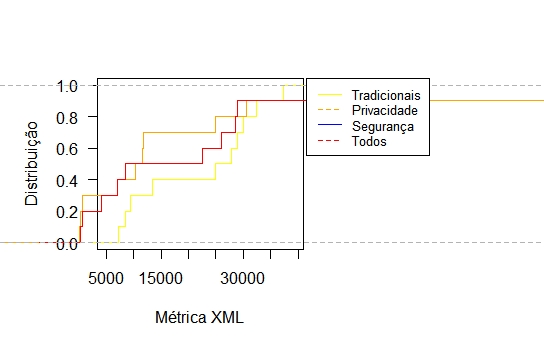 Distribuição
1.0
0.8
0.6
0.4
0.2
0.0
Tradicionais
Privacidade
Segurança
Todos
5000 15000 30000
Métrica XML